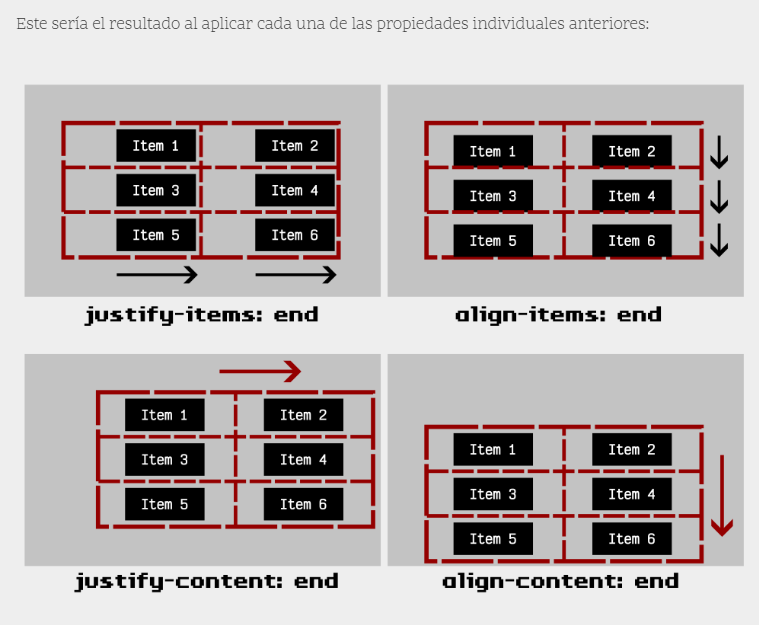 Este sería el resultado al aplicar cada una de las propiedades individuales anteriores:
Item 1 Item 2
Item 3 Item 4
Item 5 Item 6
justify-items: end
Item 1 Item 2
Item 3 Item 4
Item 5 Item 6
align-items: end
Item 1 Item 2
Item 3 Item 4
Item 5 Item 6
justify-content: end
Item 1 Item 2
Item 3 Item 4
Item 5 Item 6
align-content: end